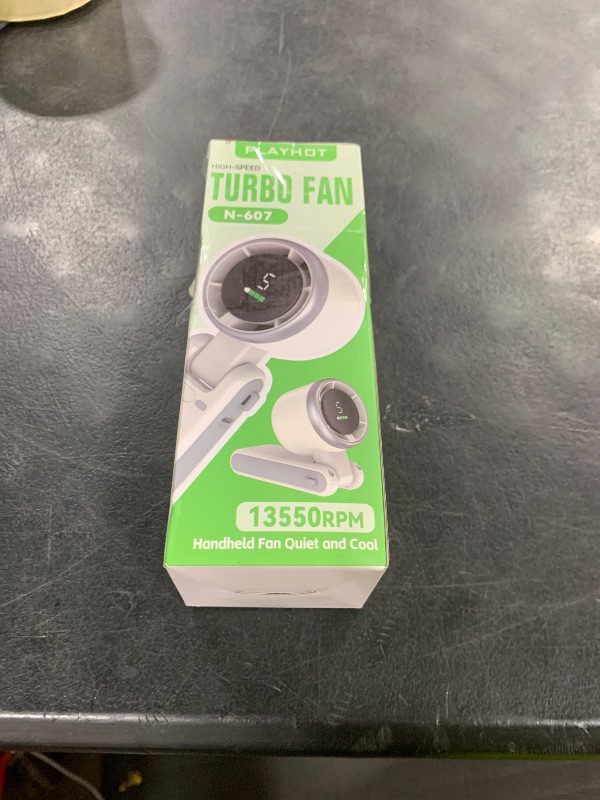 PLAYHOT
HIGH-SPEED
TURBO FAN
N-607
5
5
13550RPM
Handheld Fan Quiet and Cool